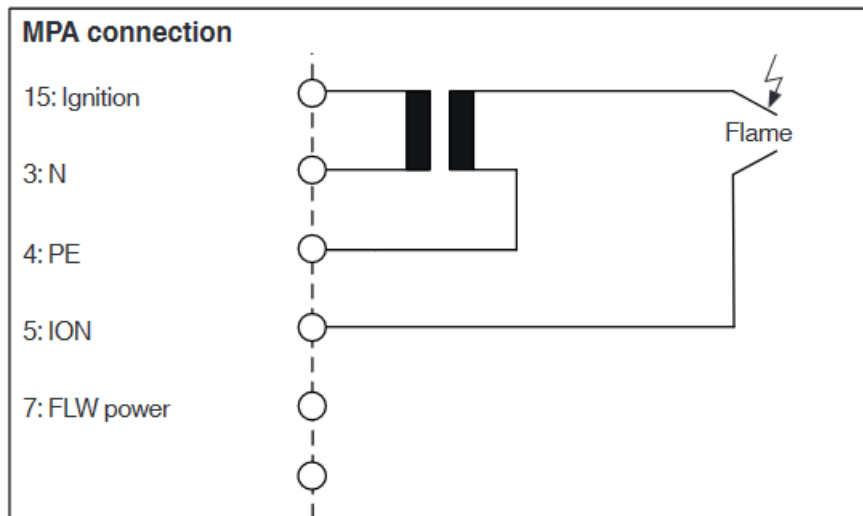 MPA connection
15: Ignition
Flame
3: N
4: PE
5: ION
7: FLW power